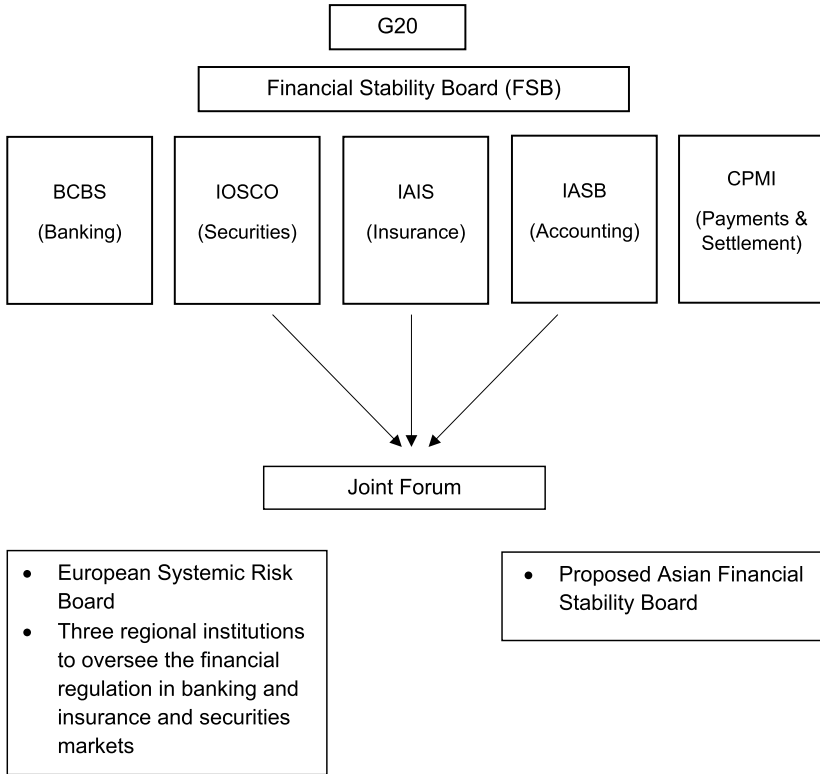 G20
Financial Stability Board (FSB)
BCBS
(Banking)
IOSCO
(Securities)
IAIS
(Insurance)
IASB
(Accounting)
CPMI
(Payments &
Settlement)
Joint Forum
• European Systemic Risk
Board
• Three regional institutions
to oversee the financial
regulation in banking and
insurance and securities
markets
• Proposed Asian Financial
Stability Board